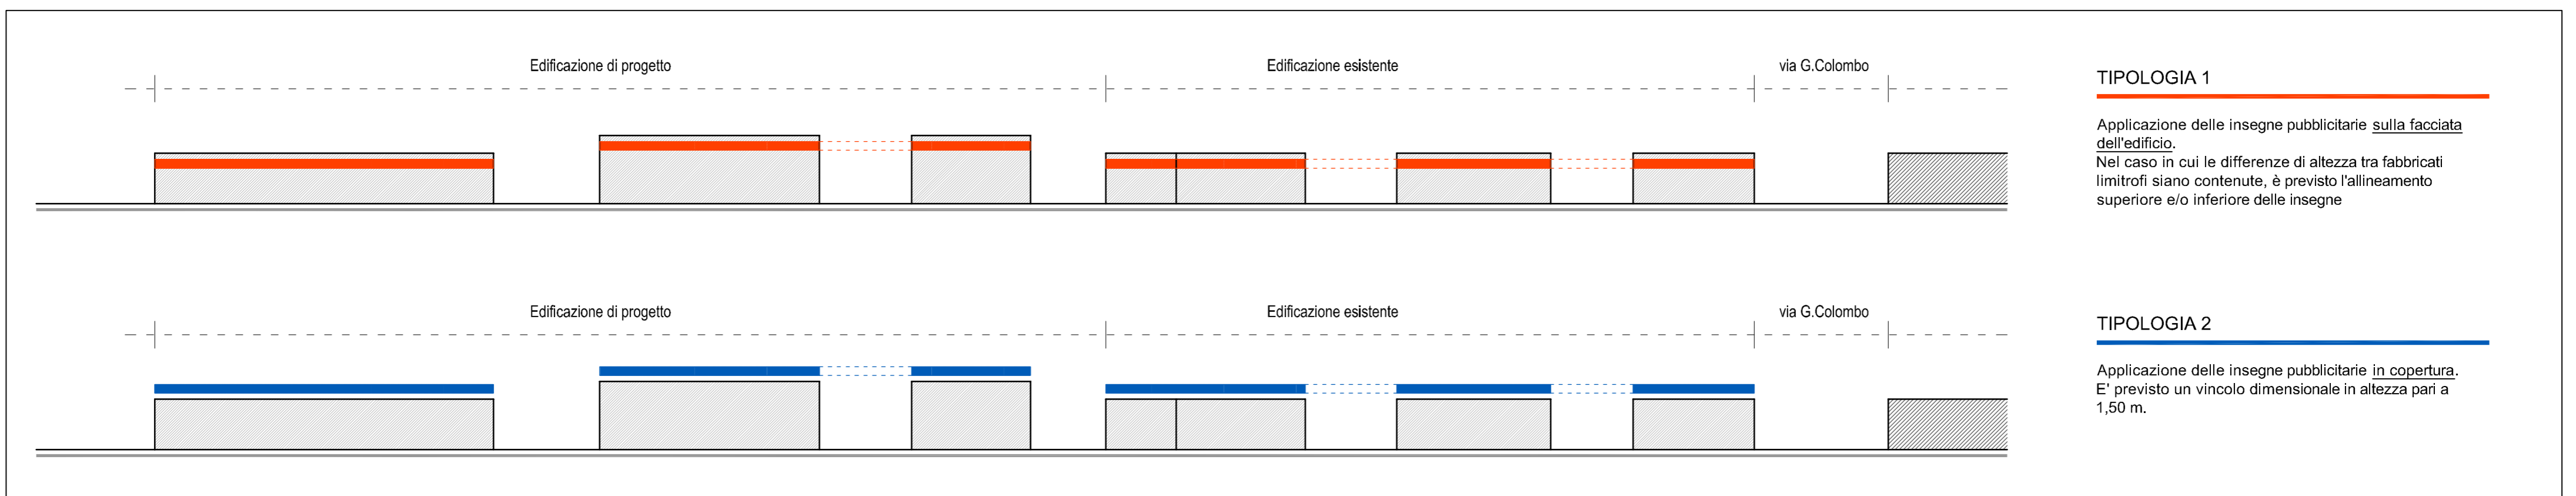 Edificazione di progetto
Edificazione esistente
via G.Colombo
TIPOLOGIA 1
Applicazione delle insegne pubblicitarie sulla facciata
dell'edificio.
Nel caso in cui le differenze di altezza tra fabbricati
limitrofi siano contenute, è previsto l'allineamento
superiore e/o inferiore delle insegne
Edificazione di progetto
Edificazione esistente
via G.Colombo
TIPOLOGIA 2
Applicazione delle insegne pubblicitarie in copertura.
E' previsto un vincolo dimensionale in altezza pari a
1,50 m.